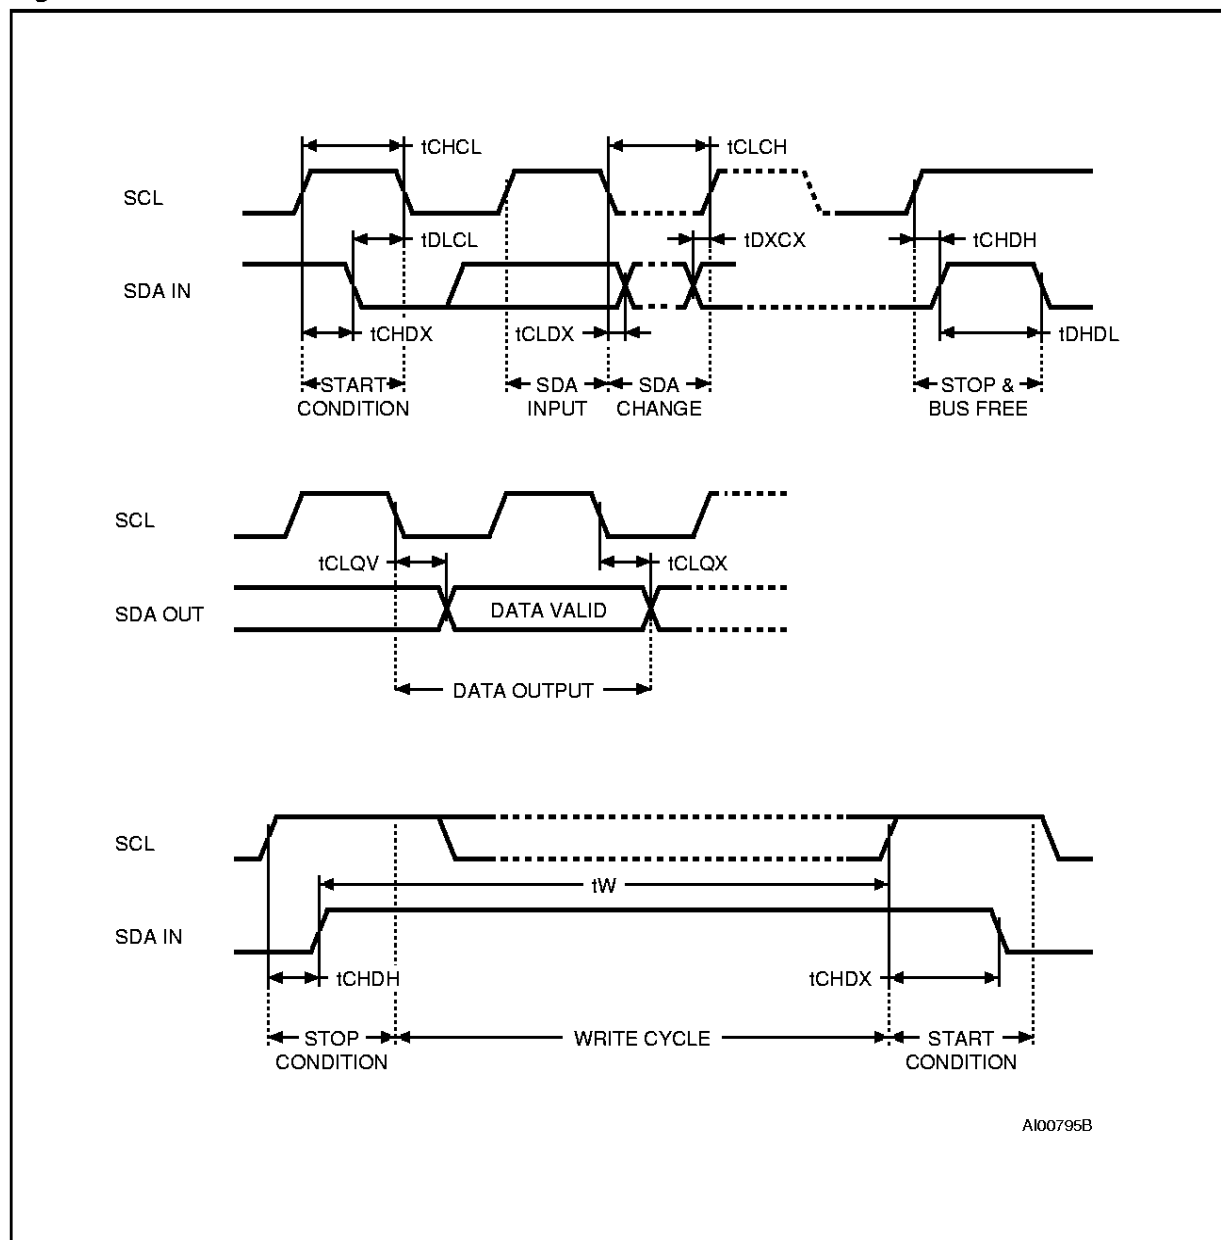 tCHCL
tCLCH
SCL
tDLCL
tDXCX
tCHDH
SDA IN
tCHDX
tCLDX
tDHDL
START
CONDITION
SDA
INPUT
SDA
CHANGE
STOP &
BUS FREE
SCL
tCLQV
tCLQX
SDA OUT
DATA VALID
DATA OUTPUT
SCL
tW
SDA IN
tCHDH
tCHDX
STOP
CONDITION
WRITE CYCLE
START
CONDITION
AI00795B